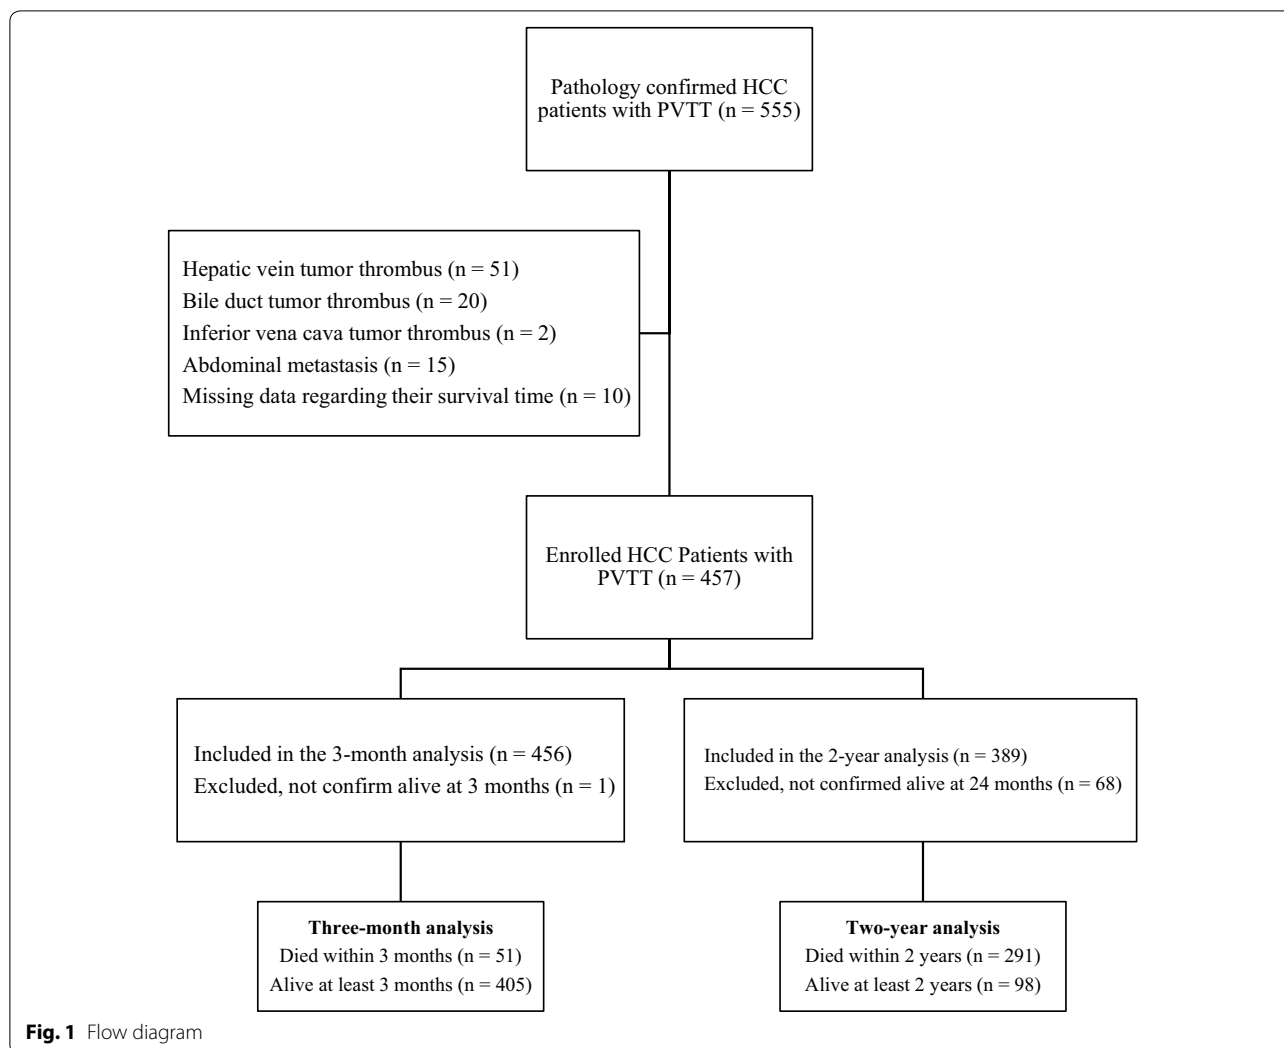 Pathology confirmed HCC
patients with PVTT (n = 555)
Hepatic vein tumor thrombus (n = 51)
Bile duct tumor thrombus (n = 20)
Inferior vena cava tumor thrombus (n = 2)
Abdominal metastasis (n = 15)
Missing data regarding their survival time (n = 10)
Enrolled HCC Patients with
PVTT (n = 457)
Included in the 3-month analysis (n = 456)
Excluded, not confirm alive at 3 months (n = 1)
Included in the 2-year analysis (n = 389)
Excluded, not confirmed alive at 24 months (n = 68)
Three-month analysis
Died within 3 months (n = 51)
Alive at least 3 months (n = 405)
Two-year analysis
Died within 2 years (n = 291)
Alive at least 2 years (n = 98)
Fig. 1 Flow diagram